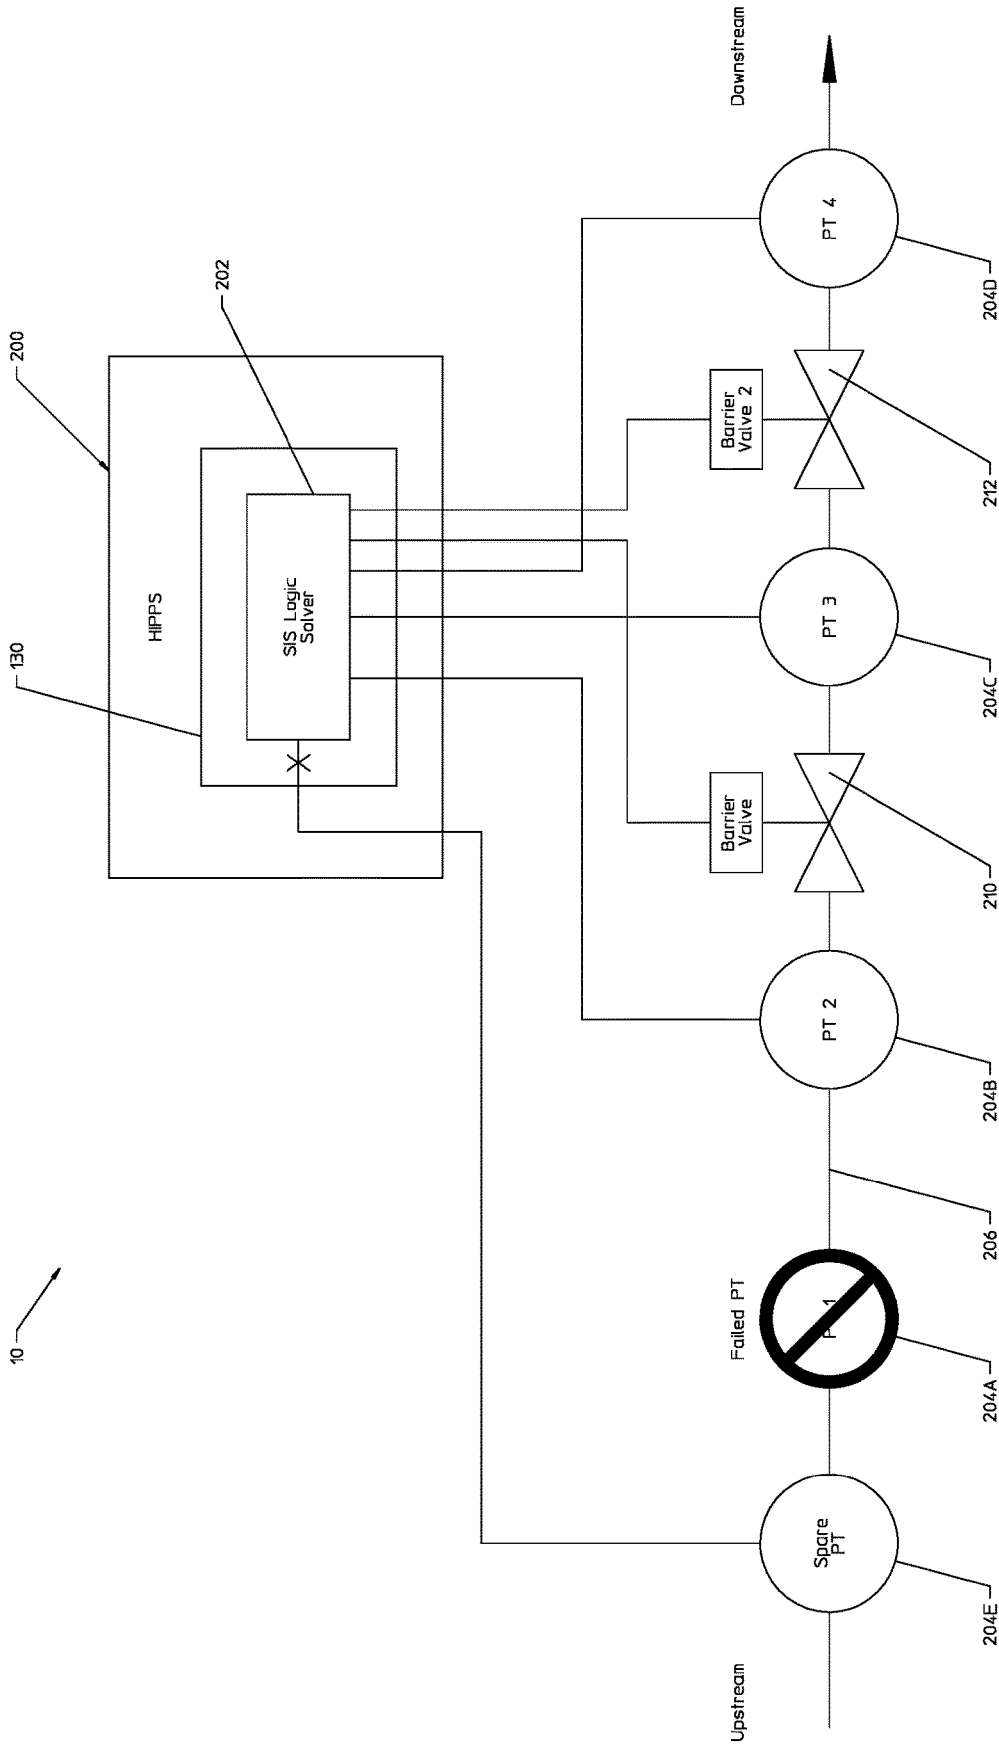 10
200
130
HIPPS
202
SIS Logic
Solver
Barrier
Valve
Barrier
Valve 2
Upstream
Failed PT
Downstream
Spare
PT
PT 2
PT 3
PT 4
204E
204A
206
204B
210
204C
212
204D